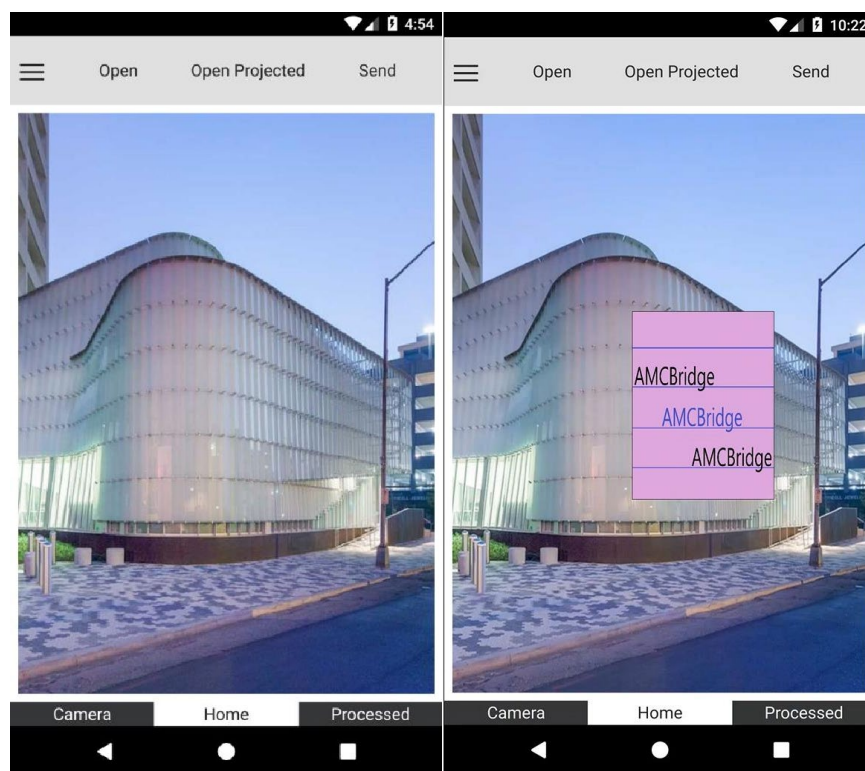 4:54
Open Open Projected Send
Camera Home Processed
10:22
Open Open Projected Send
AMCBridge
AMCBridge
AMCBridge
Camera Home Processed